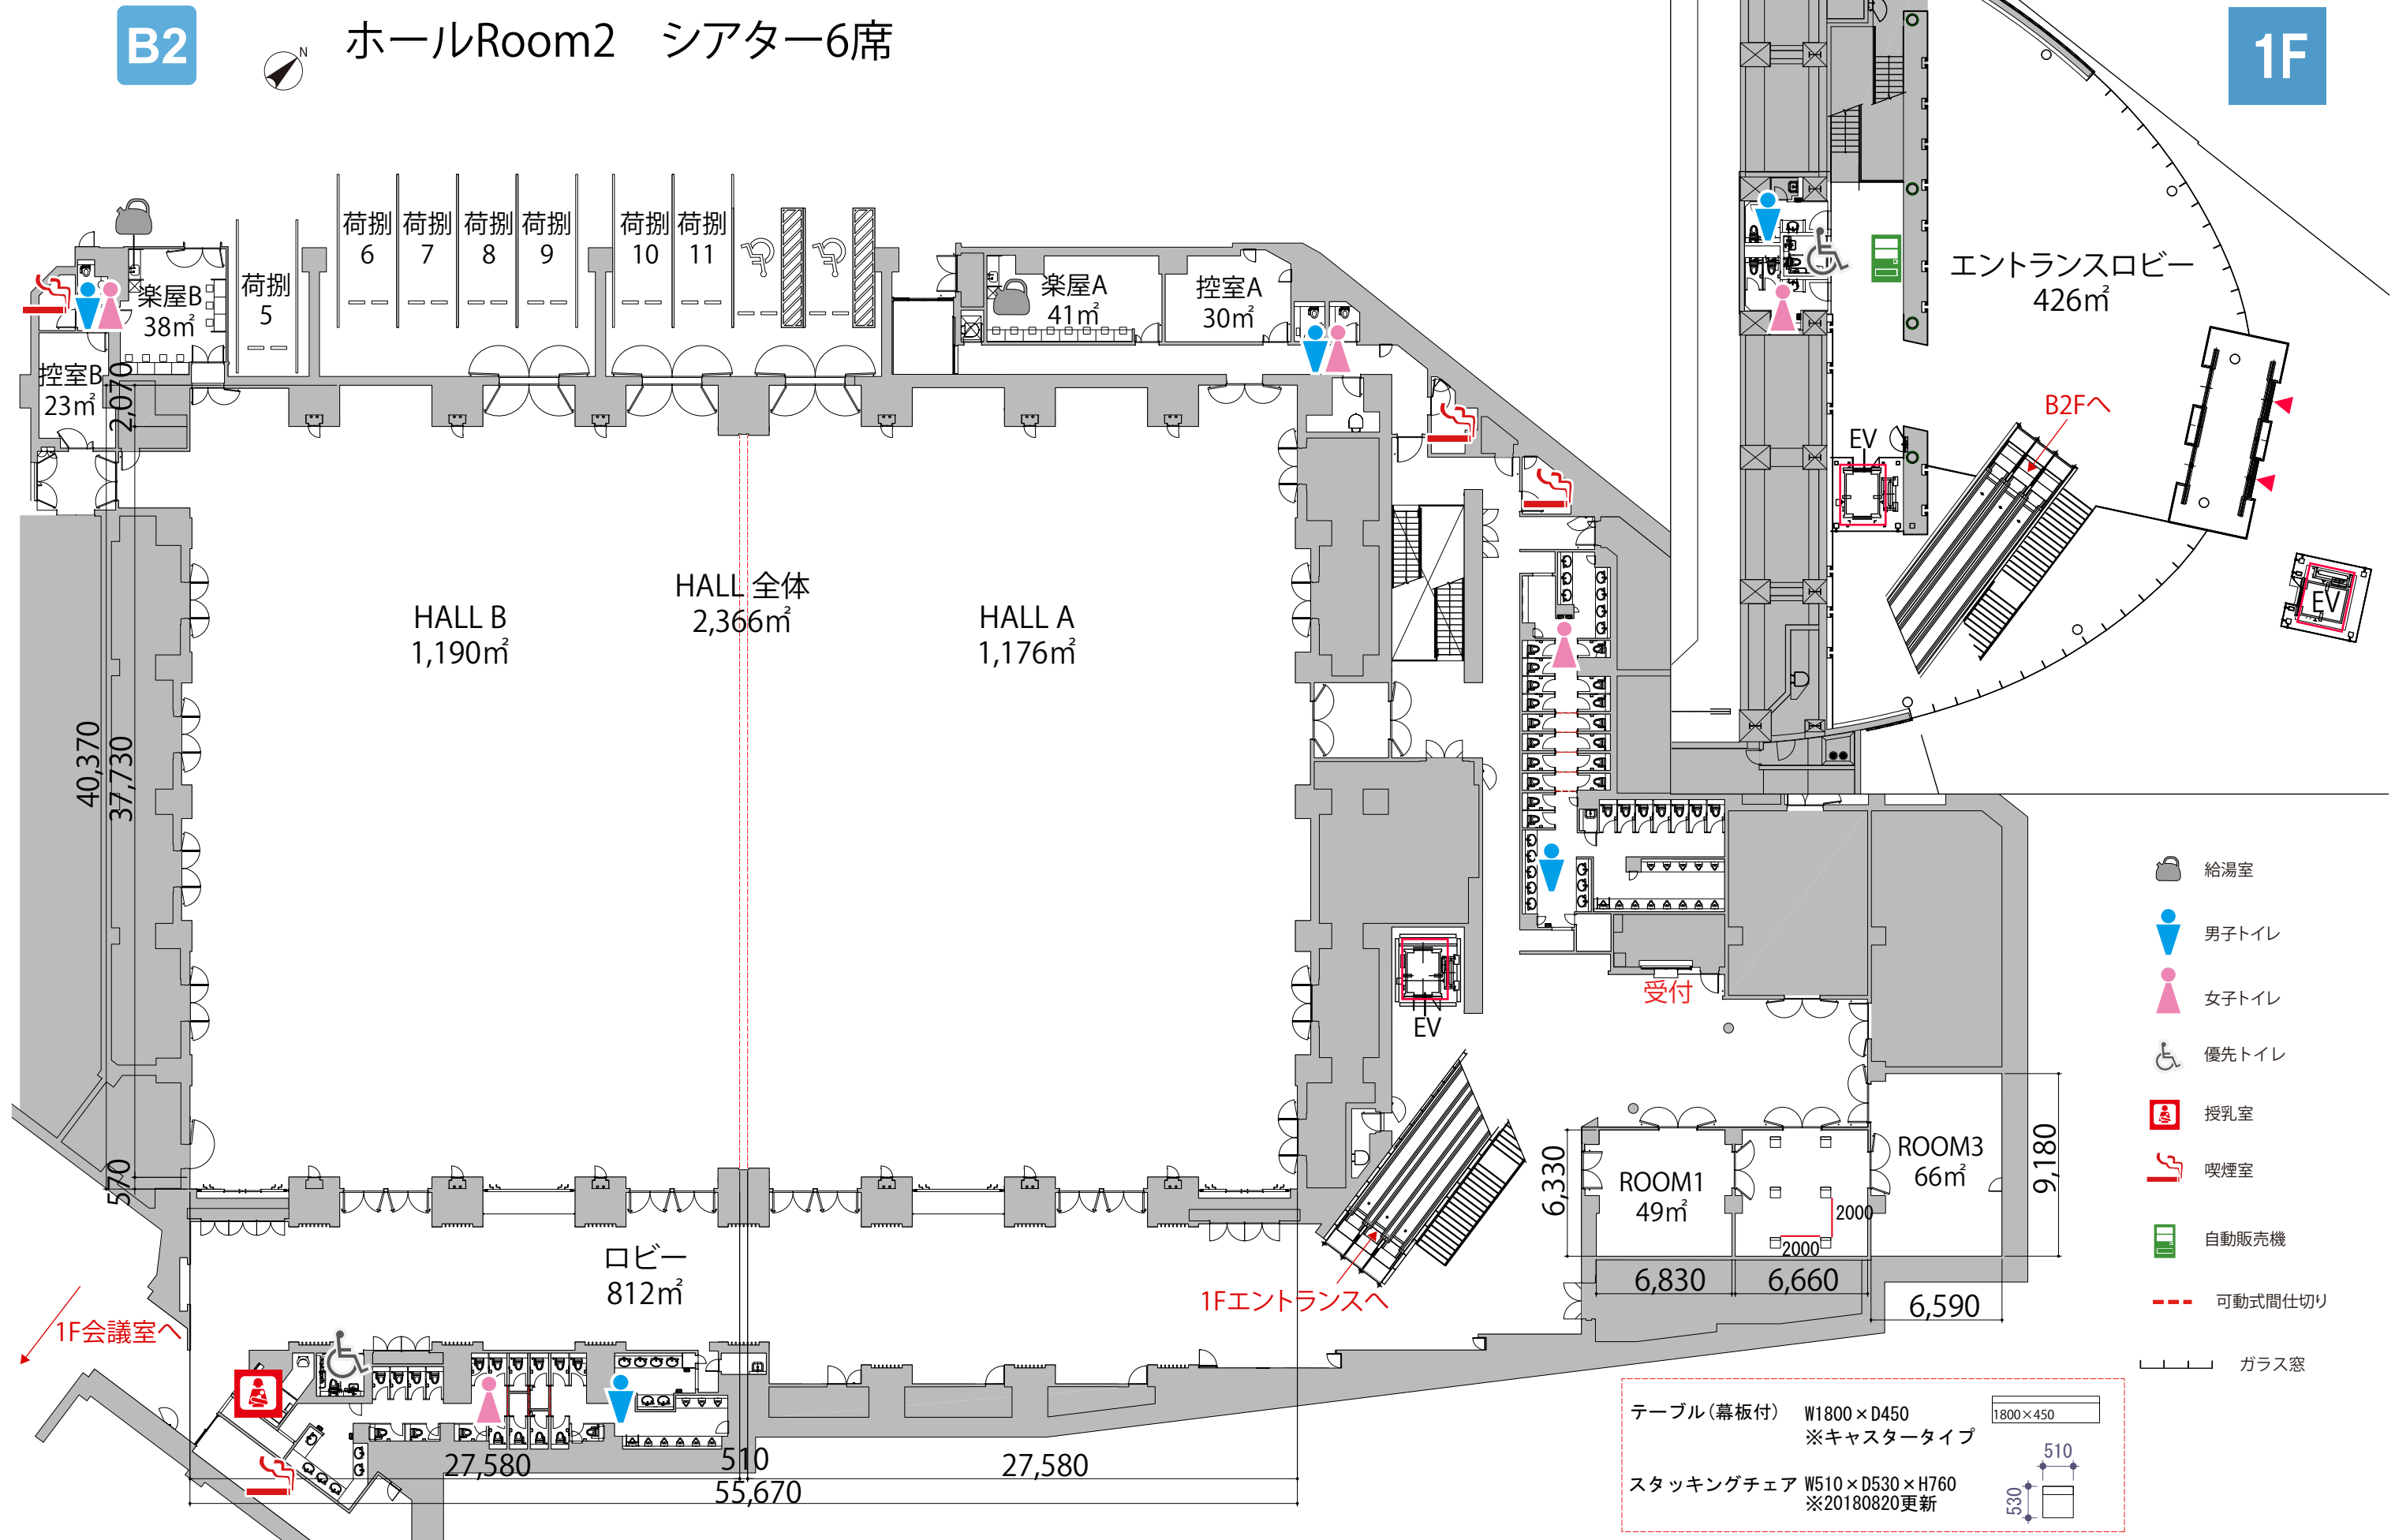 B2
N
ホールRoom2　シアター6席
1F
荷捌
5
荷捌
6
荷捌
7
荷捌
8
荷捌
9
荷捌
10
荷捌
11
楽屋B
38㎡
控室B
23㎡
楽屋A
41㎡
控室A
30㎡
エントランスロビー
426㎡
B2Fへ
EV
EV
2,070
HALL B
1,190㎡
HALL 全体
2,366㎡
HALL A
1,176㎡
40,370
37,730
570
受付
EV
ROOM1
49㎡
ROOM3
66㎡
6,330
9,180
2000
2000
6,830
6,660
6,590
ロビー
812㎡
1Fエントランスへ
1F会議室へ
27,580
510
27,580
55,670
給湯室
男子トイレ
女子トイレ
優先トイレ
授乳室
喫煙室
自動販売機
可動式間仕切り
ガラス窓
テーブル(幕板付)　W1800×D450
※キャスタータイプ
1800×450
スタッキングチェア W510×D530×H760
※20180820更新
510
530